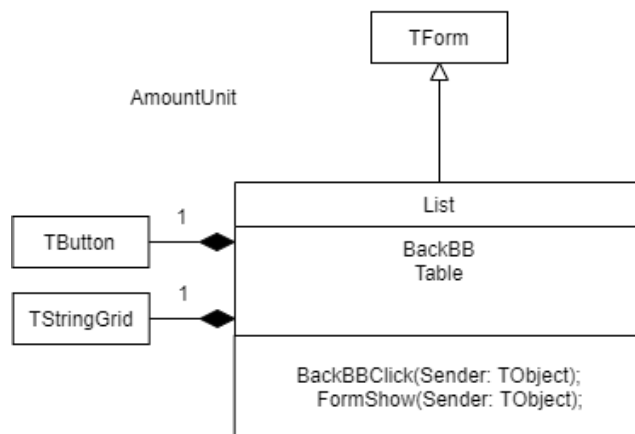 TForm
AmountUnit
List
1
TButton
BackBB
Table
1
TStringGrid
BackBBClick(Sender: TObject);
FormShow(Sender: TObject);